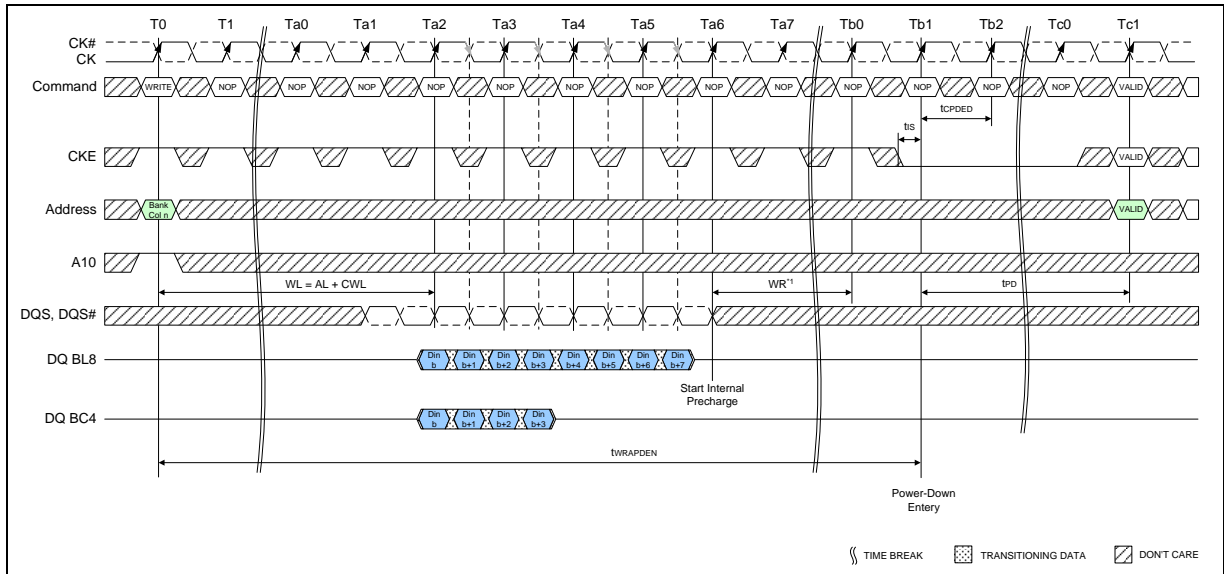 T0 T1 Ta0 Ta1 Ta2 Ta3 Ta4 Ta5 Ta6 Ta7 Tb0 Tb1 Tb2 Tc0 Tc1
CK#
CK
Command WRITE NOP NOP NOP NOP NOP NOP NOP NOP NOP NOP NOP NOP NOP VALID
tCPDED
tIS
CKE VALID
Address Bank Col n VALID
A10
WL = AL + CWL WR*1 tPD
DQS, DQS#
DQ BL8 Din b Din b+1 Din b+2 Din b+3 Din b+4 Din b+5 Din b+6 Din b+7
Start Internal
Precharge
DQ BC4 Din b Din b+1 Din b+2 Din b+3
tWRAPDEN
Power-Down
Entery
TIME BREAK TRANSITIONING DATA DON'T CARE